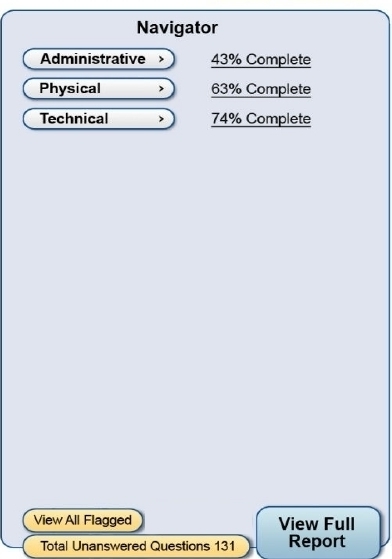 Navigator
Administrative > 43% Complete
Physical > 63% Complete
Technical > 74% Complete
View All Flagged
Total Unanswered Questions 131
View Full
Report